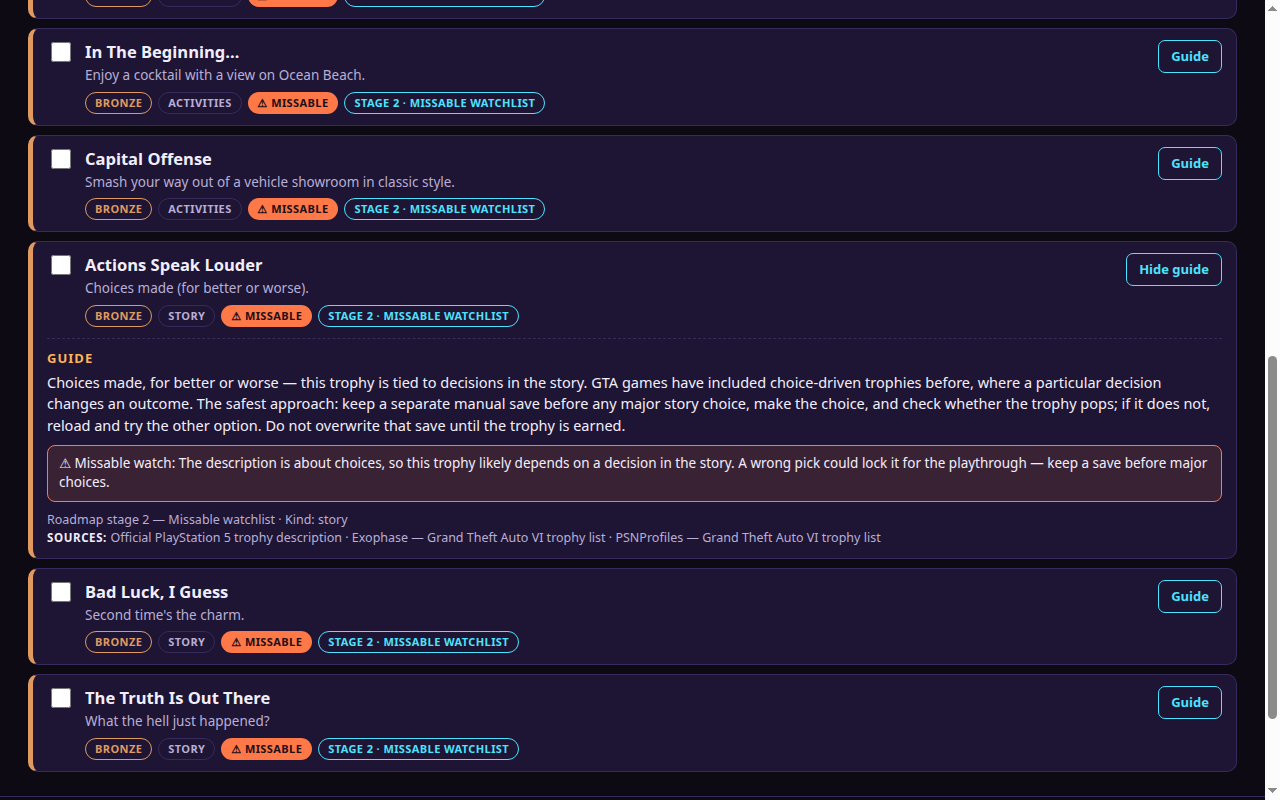 In The Beginning...
Guide
Enjoy a cocktail with a view on Ocean Beach.
BRONZE ACTIVITIES ⚠ MISSABLE STAGE 2 · MISSABLE WATCHLIST
Capital Offense
Guide
Smash your way out of a vehicle showroom in classic style.
BRONZE ACTIVITIES ⚠ MISSABLE STAGE 2 · MISSABLE WATCHLIST
Actions Speak Louder
Hide guide
Choices made (for better or worse).
BRONZE STORY ⚠ MISSABLE STAGE 2 · MISSABLE WATCHLIST
GUIDE
Choices made, for better or worse — this trophy is tied to decisions in the story. GTA games have included choice-driven trophies before, where a particular decision
changes an outcome. The safest approach: keep a separate manual save before any major story choice, make the choice, and check whether the trophy pops; if it does not,
reload and try the other option. Do not overwrite that save until the trophy is earned.
⚠ Missable watch: The description is about choices, so this trophy likely depends on a decision in the story. A wrong pick could lock it for the playthrough — keep a save before major
choices.
Roadmap stage 2 — Missable watchlist · Kind: story
SOURCES: Official PlayStation 5 trophy description · Exophase — Grand Theft Auto VI trophy list · PSNProfiles — Grand Theft Auto VI trophy list
Bad Luck, I Guess
Guide
Second time's the charm.
BRONZE STORY ⚠ MISSABLE STAGE 2 · MISSABLE WATCHLIST
The Truth Is Out There
Guide
What the hell just happened?
BRONZE STORY ⚠ MISSABLE STAGE 2 · MISSABLE WATCHLIST